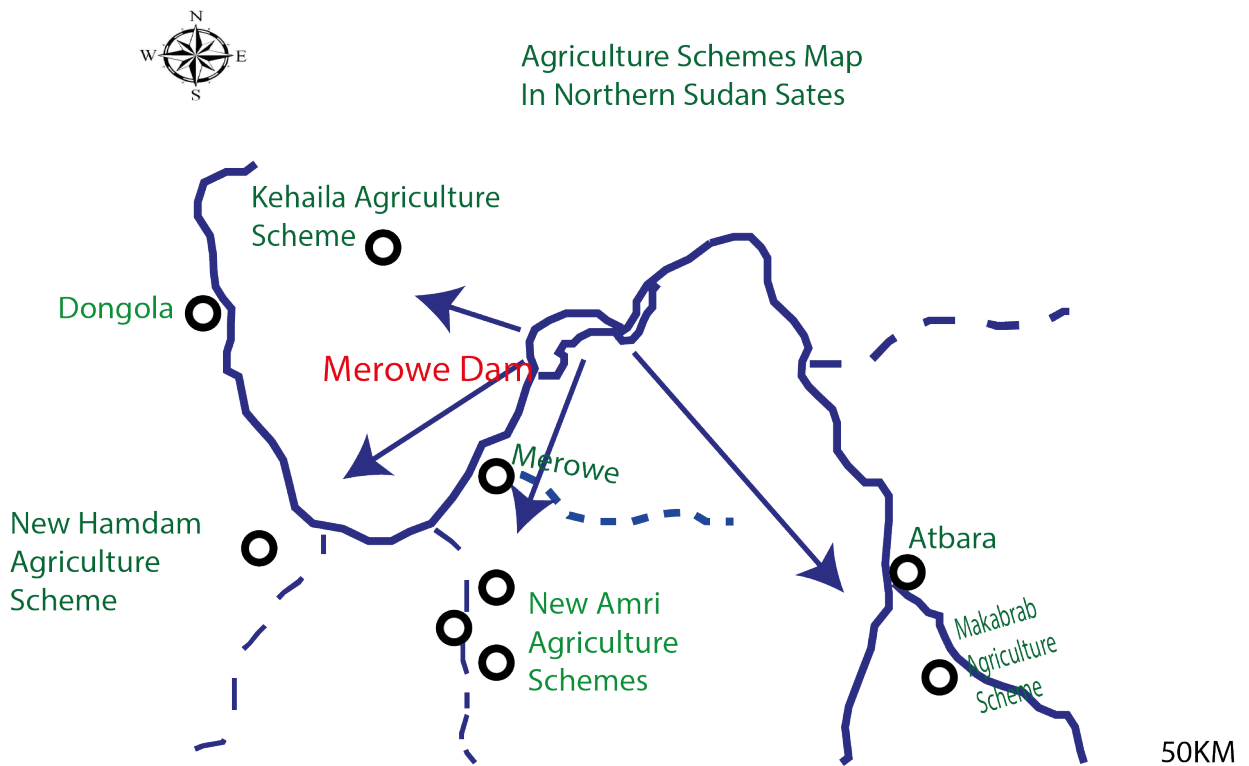 N
W E
S
Agriculture Schemes Map
In Northern Sudan Sates
Kehaila Agriculture
Scheme
Dongola
Merowe Dam
Merowe
New Hamdam
Agriculture
Scheme
Atbara
New Amri
Agriculture
Schemes
Makabrab
Agriculture
Scheme
50KM